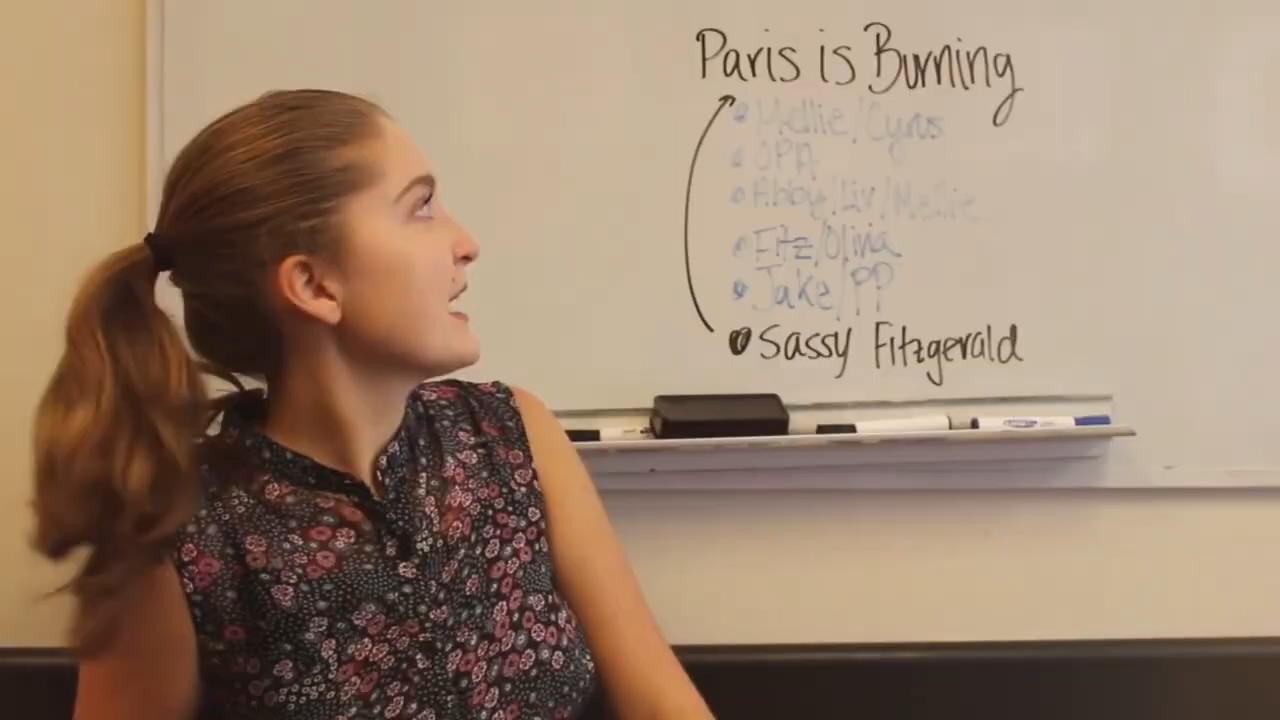 Paris is Burning
Mellie/Cyrus
OPA
Abby/Liv/Mellie
Fitz/Olivia
Jake/PP
Sassy Fitzgerald